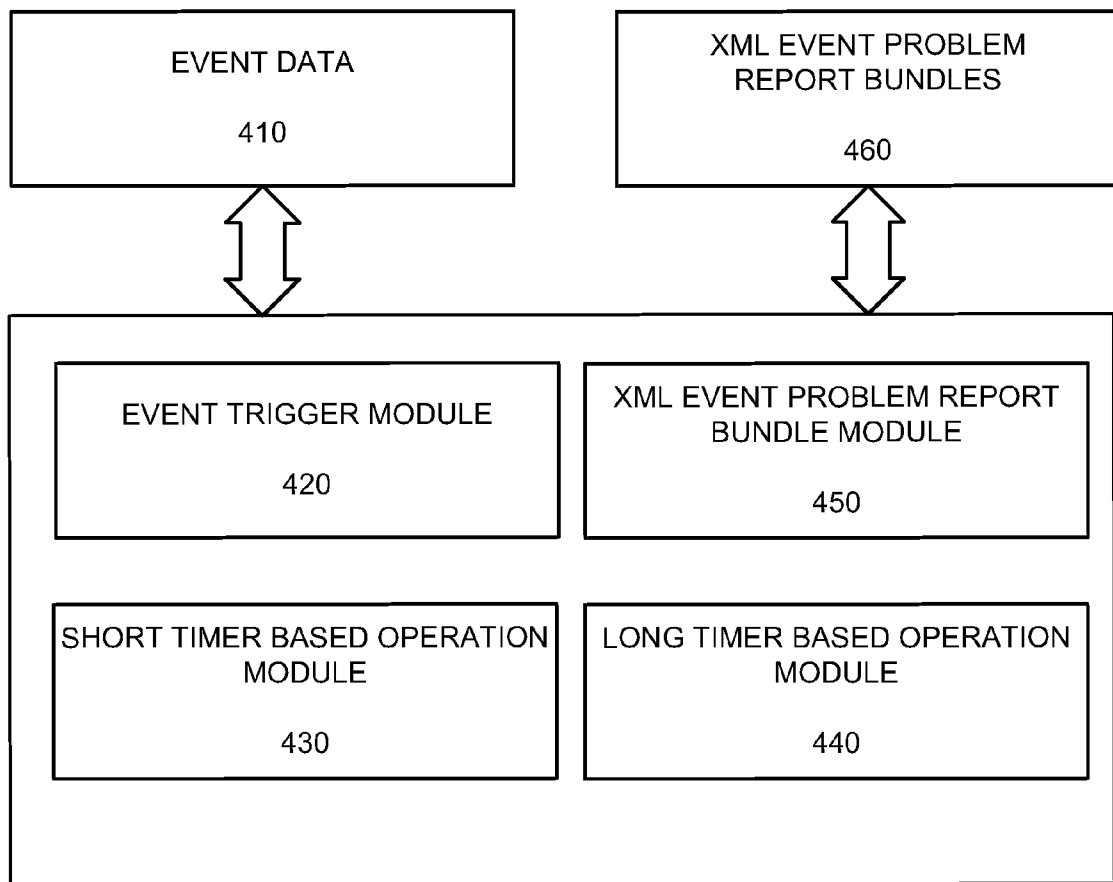 EVENT DATA
410
XML EVENT PROBLEM
REPORT BUNDLES
460
EVENT TRIGGER MODULE
420
XML EVENT PROBLEM REPORT
BUNDLE MODULE
450
SHORT TIMER BASED OPERATION
MODULE
430
LONG TIMER BASED OPERATION
MODULE
440